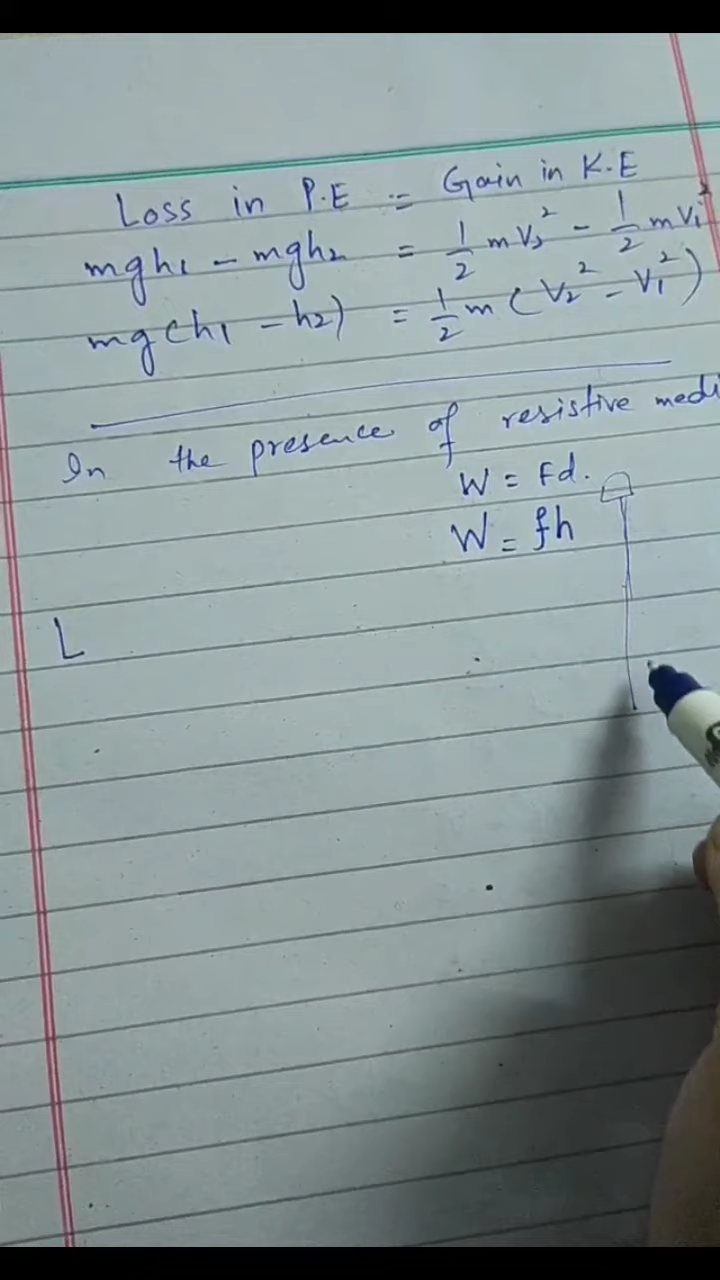 Loss in P.E = Gain in K.E
mgh₁ - mgh₂ = 1/2 mv₂² - 1/2 mv₁²
mg(h₁ - h₂) = 1/2 m (v₂² - v₁²)
In the presence of resistive medi
W = Fd.
W = fh
L